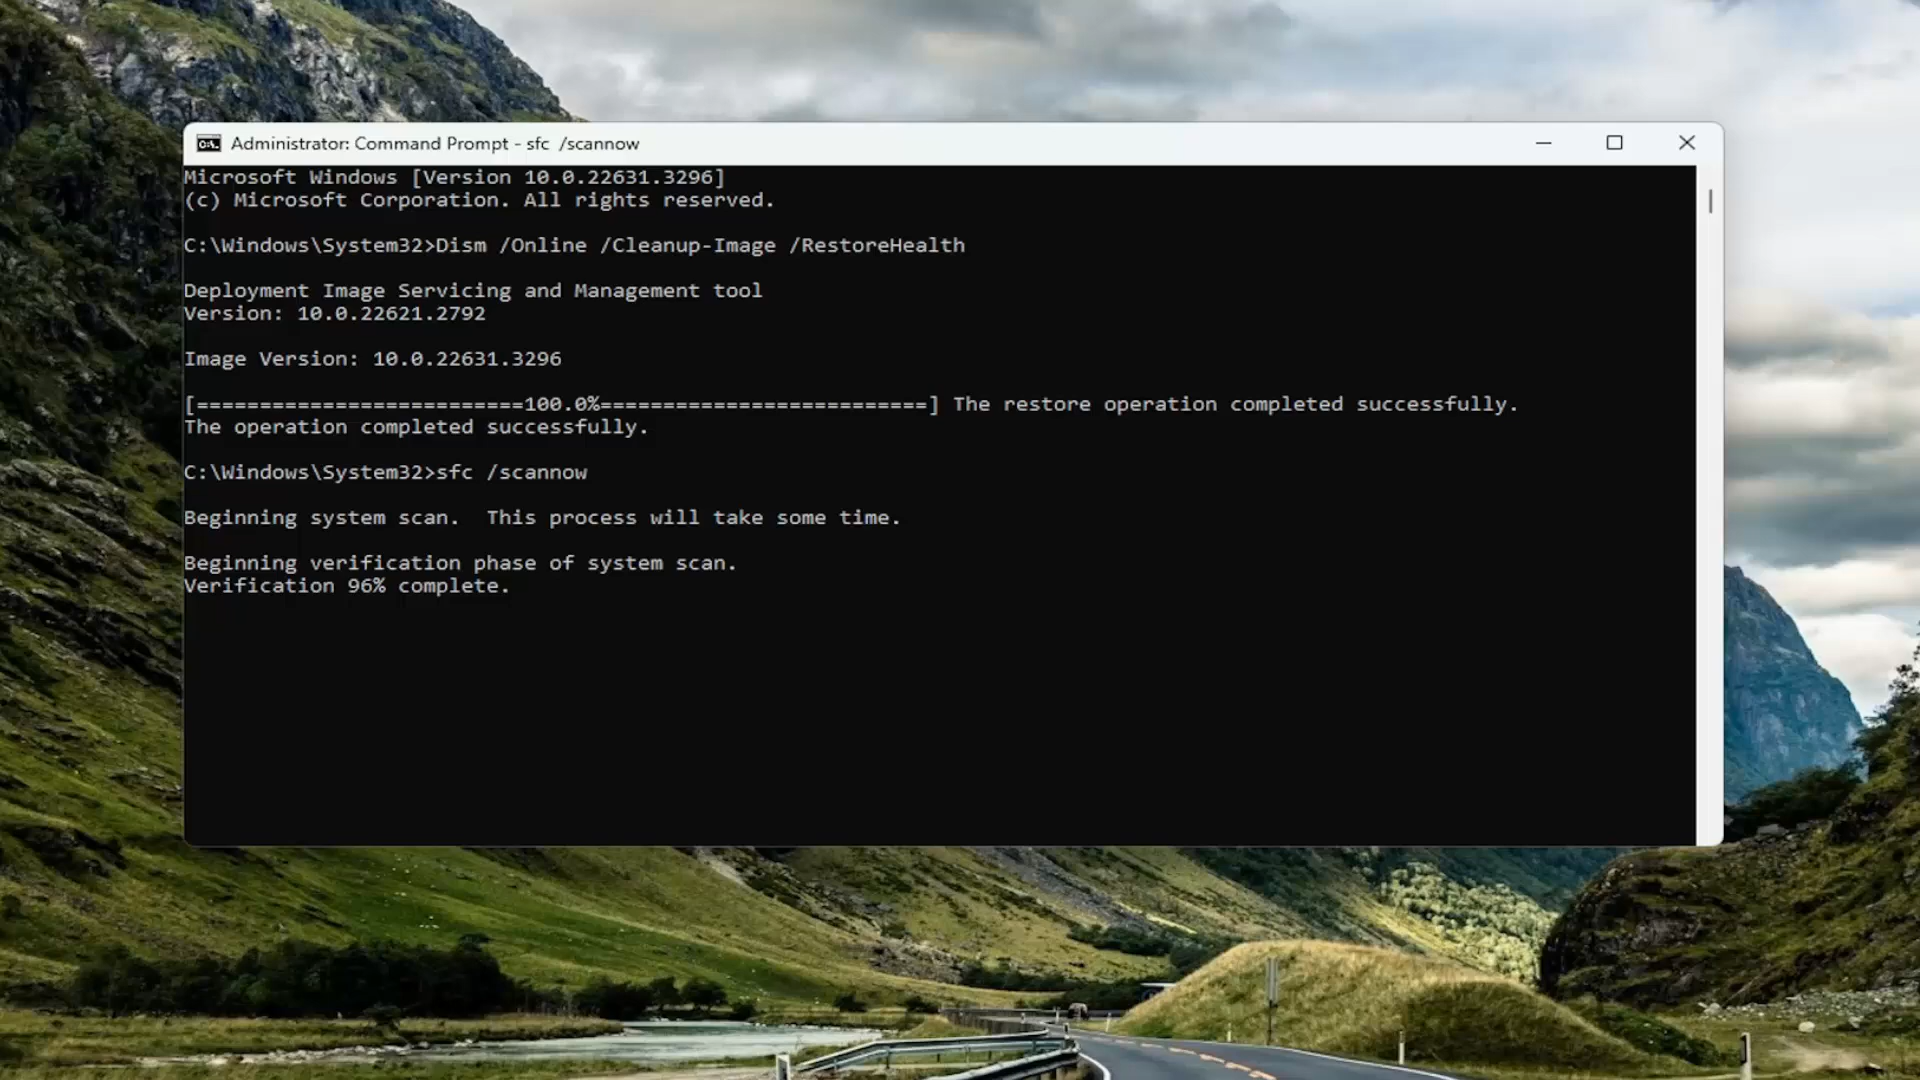 Administrator: Command Prompt - sfc  /scannow
Microsoft Windows [Version 10.0.22631.3296]
(c) Microsoft Corporation. All rights reserved.
C:\Windows\System32>Dism /Online /Cleanup-Image /RestoreHealth
Deployment Image Servicing and Management tool
Version: 10.0.22621.2792
Image Version: 10.0.22631.3296
[==========================100.0%==========================] The restore operation completed successfully.
The operation completed successfully.
C:\Windows\System32>sfc /scannow
Beginning system scan.  This process will take some time.
Beginning verification phase of system scan.
Verification 96% complete.